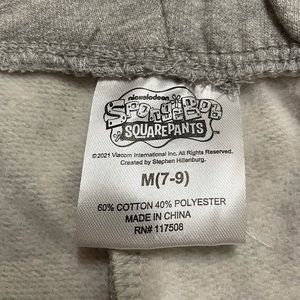 nickelodeon
SpongeBob
SQUAREPANTS
©2021 Viacom International Inc. All Rights Reserved.
Created by Stephen Hillenburg.
M(7-9)
60% COTTON 40% POLYESTER
MADE IN CHINA
RN# 117508